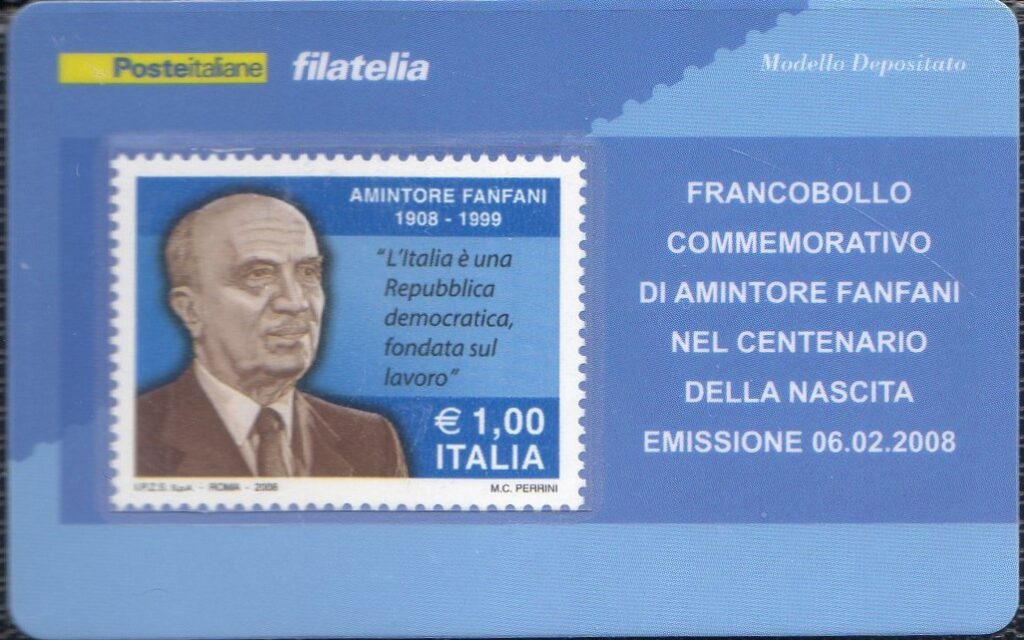 Posteitaliane filatelia
Modello Depositato
AMINTORE FANFANI
1908 - 1999
"L'Italia è una
Repubblica
democratica,
fondata sul
lavoro"
€ 1,00
ITALIA
I.P.Z.S. S.p.A. - ROMA - 2008
M.C. PERRINI
FRANCOBOLLO
COMMEMORATIVO
DI AMINTORE FANFANI
NEL CENTENARIO
DELLA NASCITA
EMISSIONE 06.02.2008